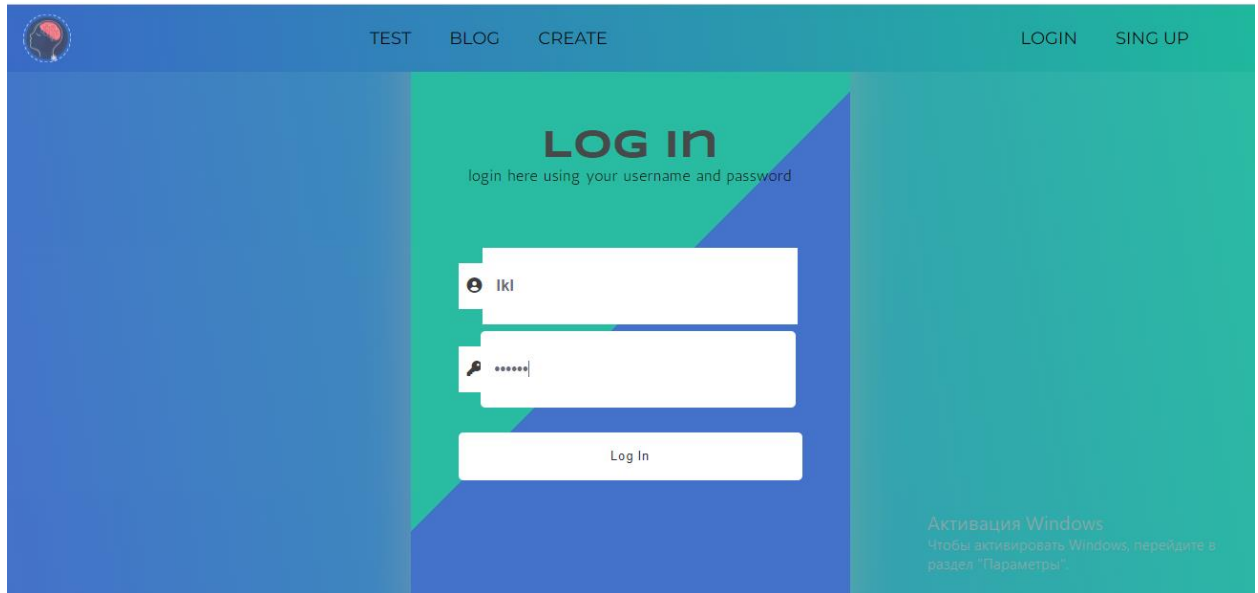 TEST BLOG CREATE LOGIN SING UP
LOG In
login here using your username and password
lkl
••••••
Log In
Активация Windows
Чтобы активировать Windows, перейдите в
раздел "Параметры".